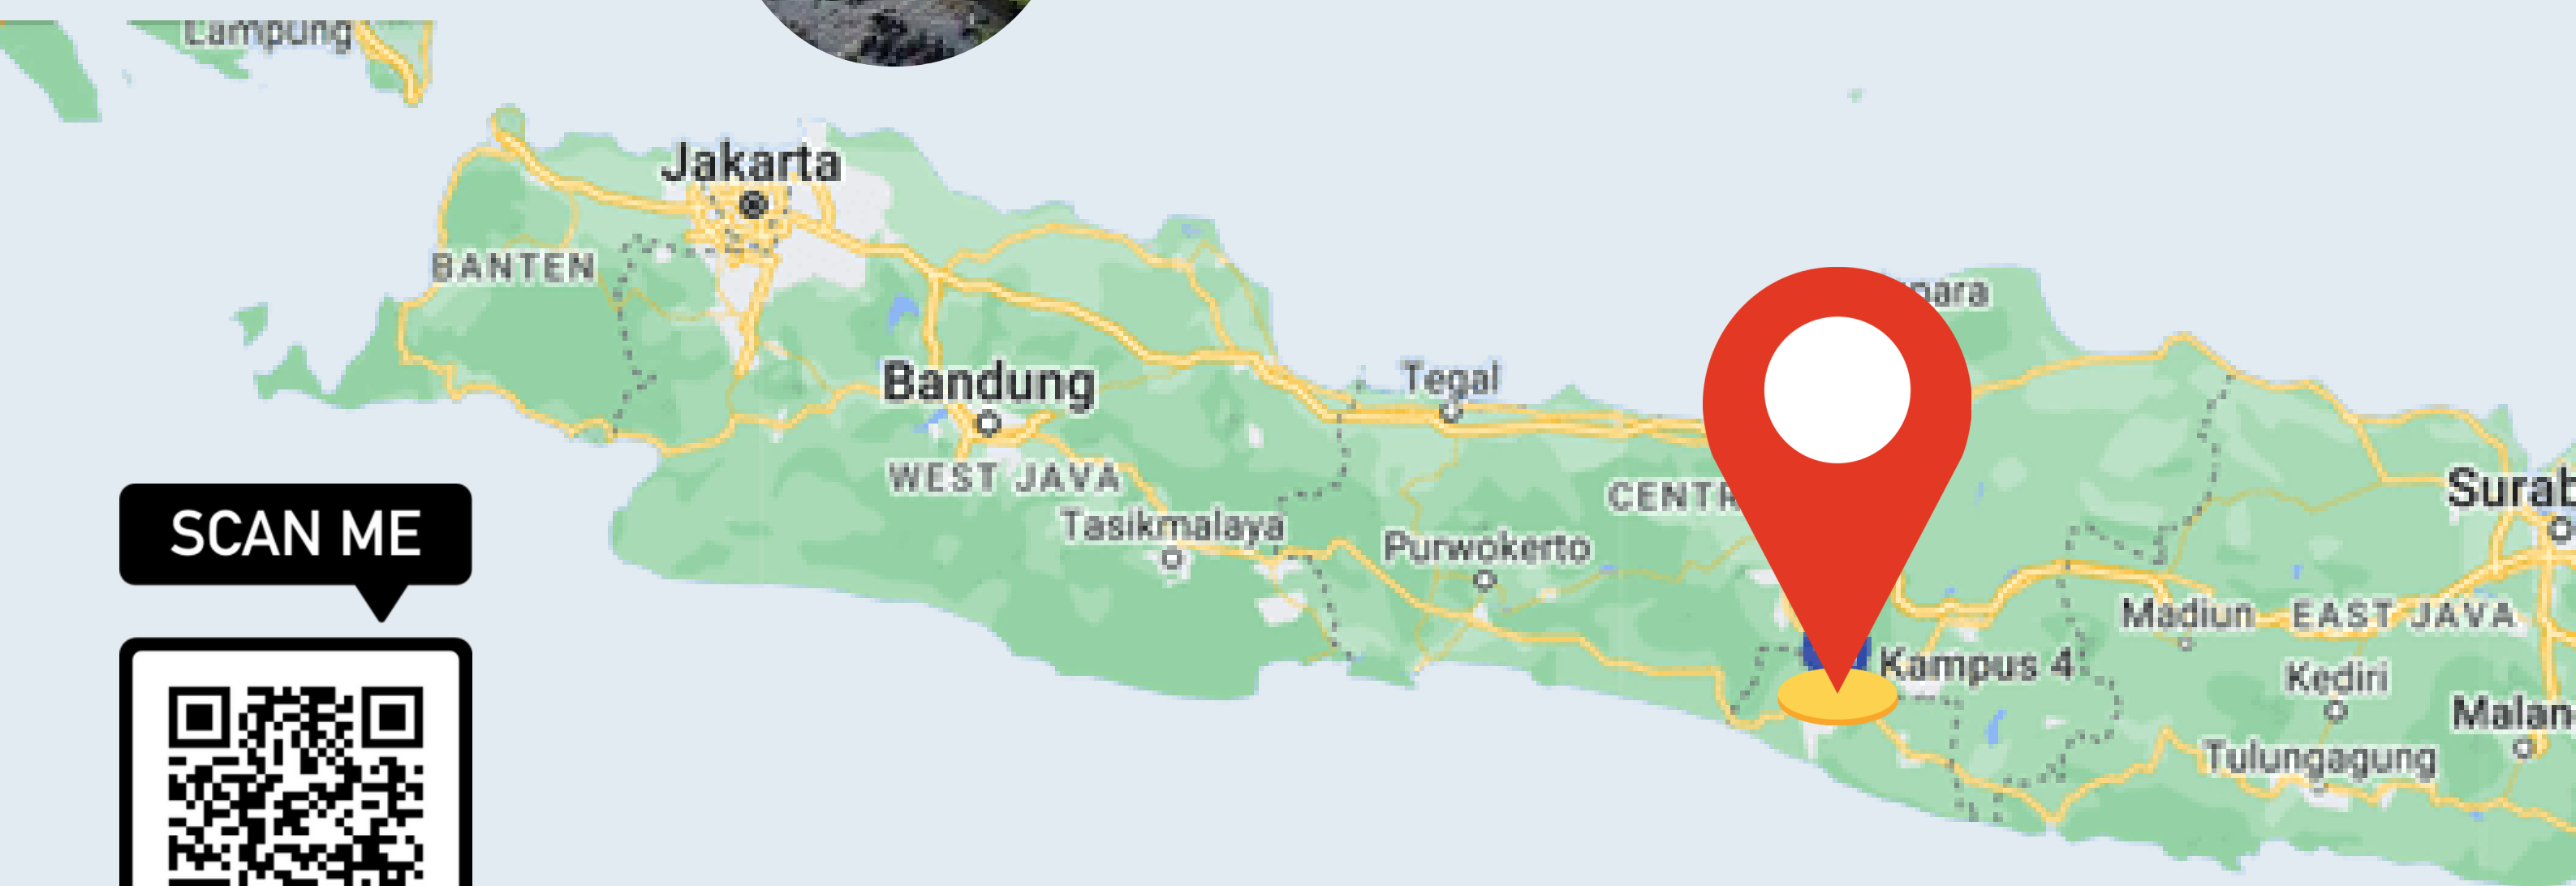 Lampung
Jakarta
BANTEN
para
Bandung
Tegal
WEST JAVA
CENTR
Surab
SCAN ME
Tasikmalaya
Purwokerto
Madiun
EAST JAVA
Kampus 4
Kediri
Malan
Tulungagung